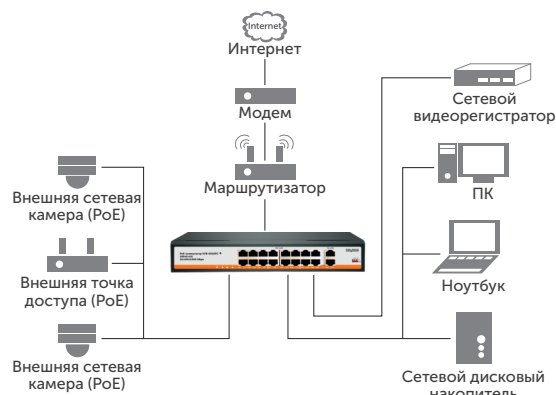 Internet
Интернет
Модем
Маршрутизатор
Внешняя сетевая
камера (PoE)
Внешняя точка
доступа (PoE)
Внешняя сетевая
камера (PoE)
Сетевой
видеорегистратор
ПК
Ноутбук
Сетевой дисковый
накопитель